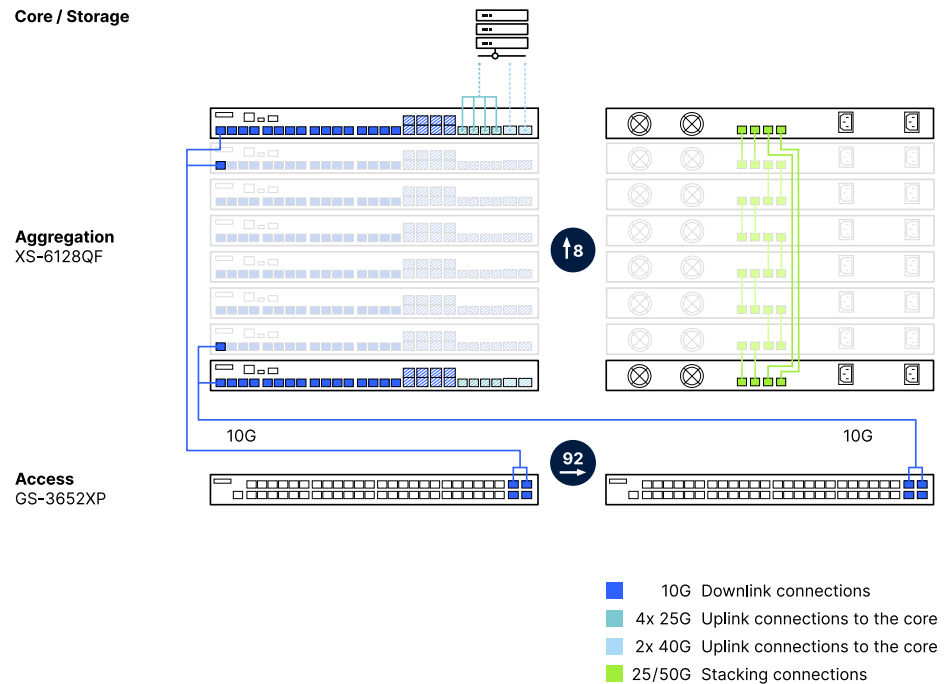 Core / Storage
Aggregation
XS-6128QF
↑8
10G
10G
92
Access
GS-3652XP
10G Downlink connections
4x 25G Uplink connections to the core
2x 40G Uplink connections to the core
25/50G Stacking connections